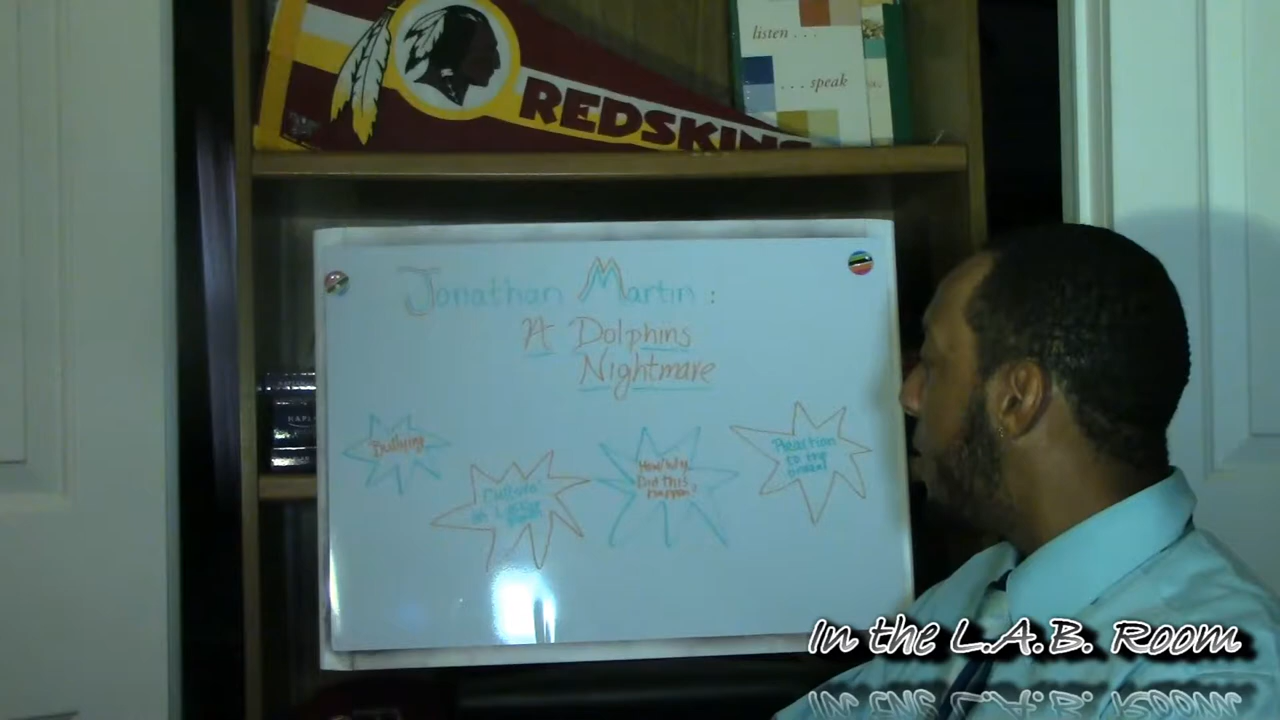 listen . . .
. . . speak
REDSKINS
Jonathan Martin :
A Dolphins
Nightmare
Bullying
How/Why
Did this
happen?
Reaction
to the
In the L.A.B. Room